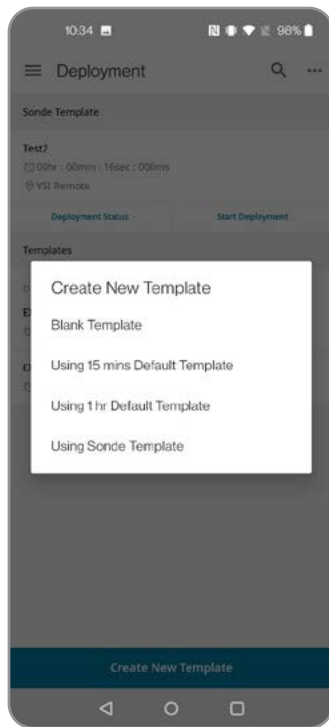 10:34
98%
Deployment
Sonde Template
Test2
00hr : 00min : 16sec : 000ms
YSI Remote
Deployment Status
Start Deployment
Templates
Create New Template
Blank Template
Using 15 mins Default Template
Using 1 hr Default Template
Using Sonde Template
Create New Template